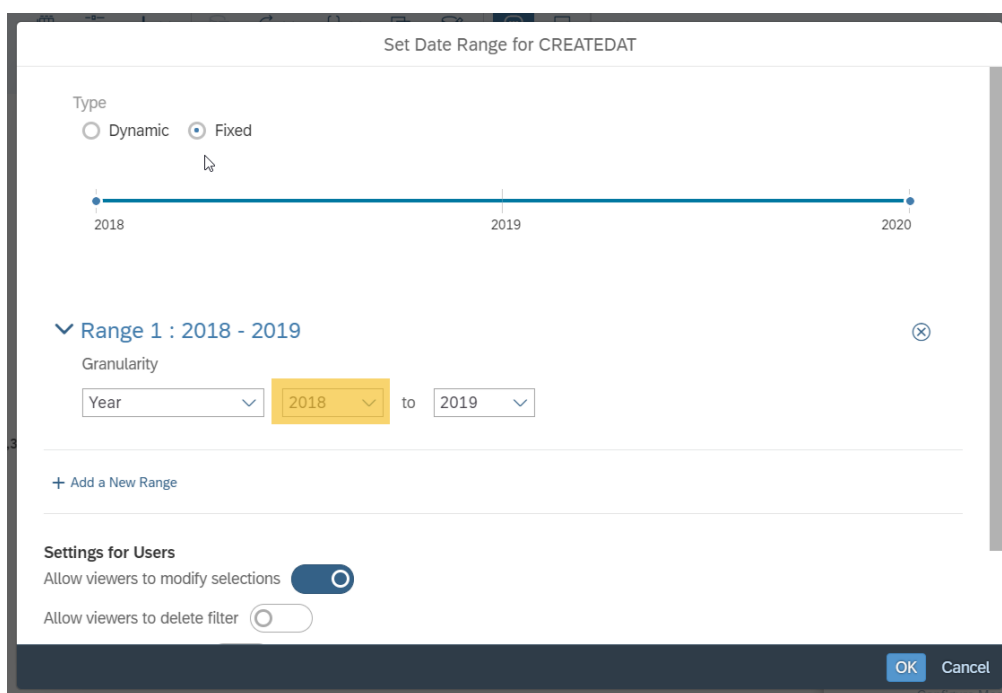 Set Date Range for CREATEDAT
Type
Dynamic Fixed
2018 2019 2020
Range 1 : 2018 - 2019
Granularity
Year 2018 to 2019
,3
+ Add a New Range
Settings for Users
Allow viewers to modify selections
Allow viewers to delete filter
OK Cancel